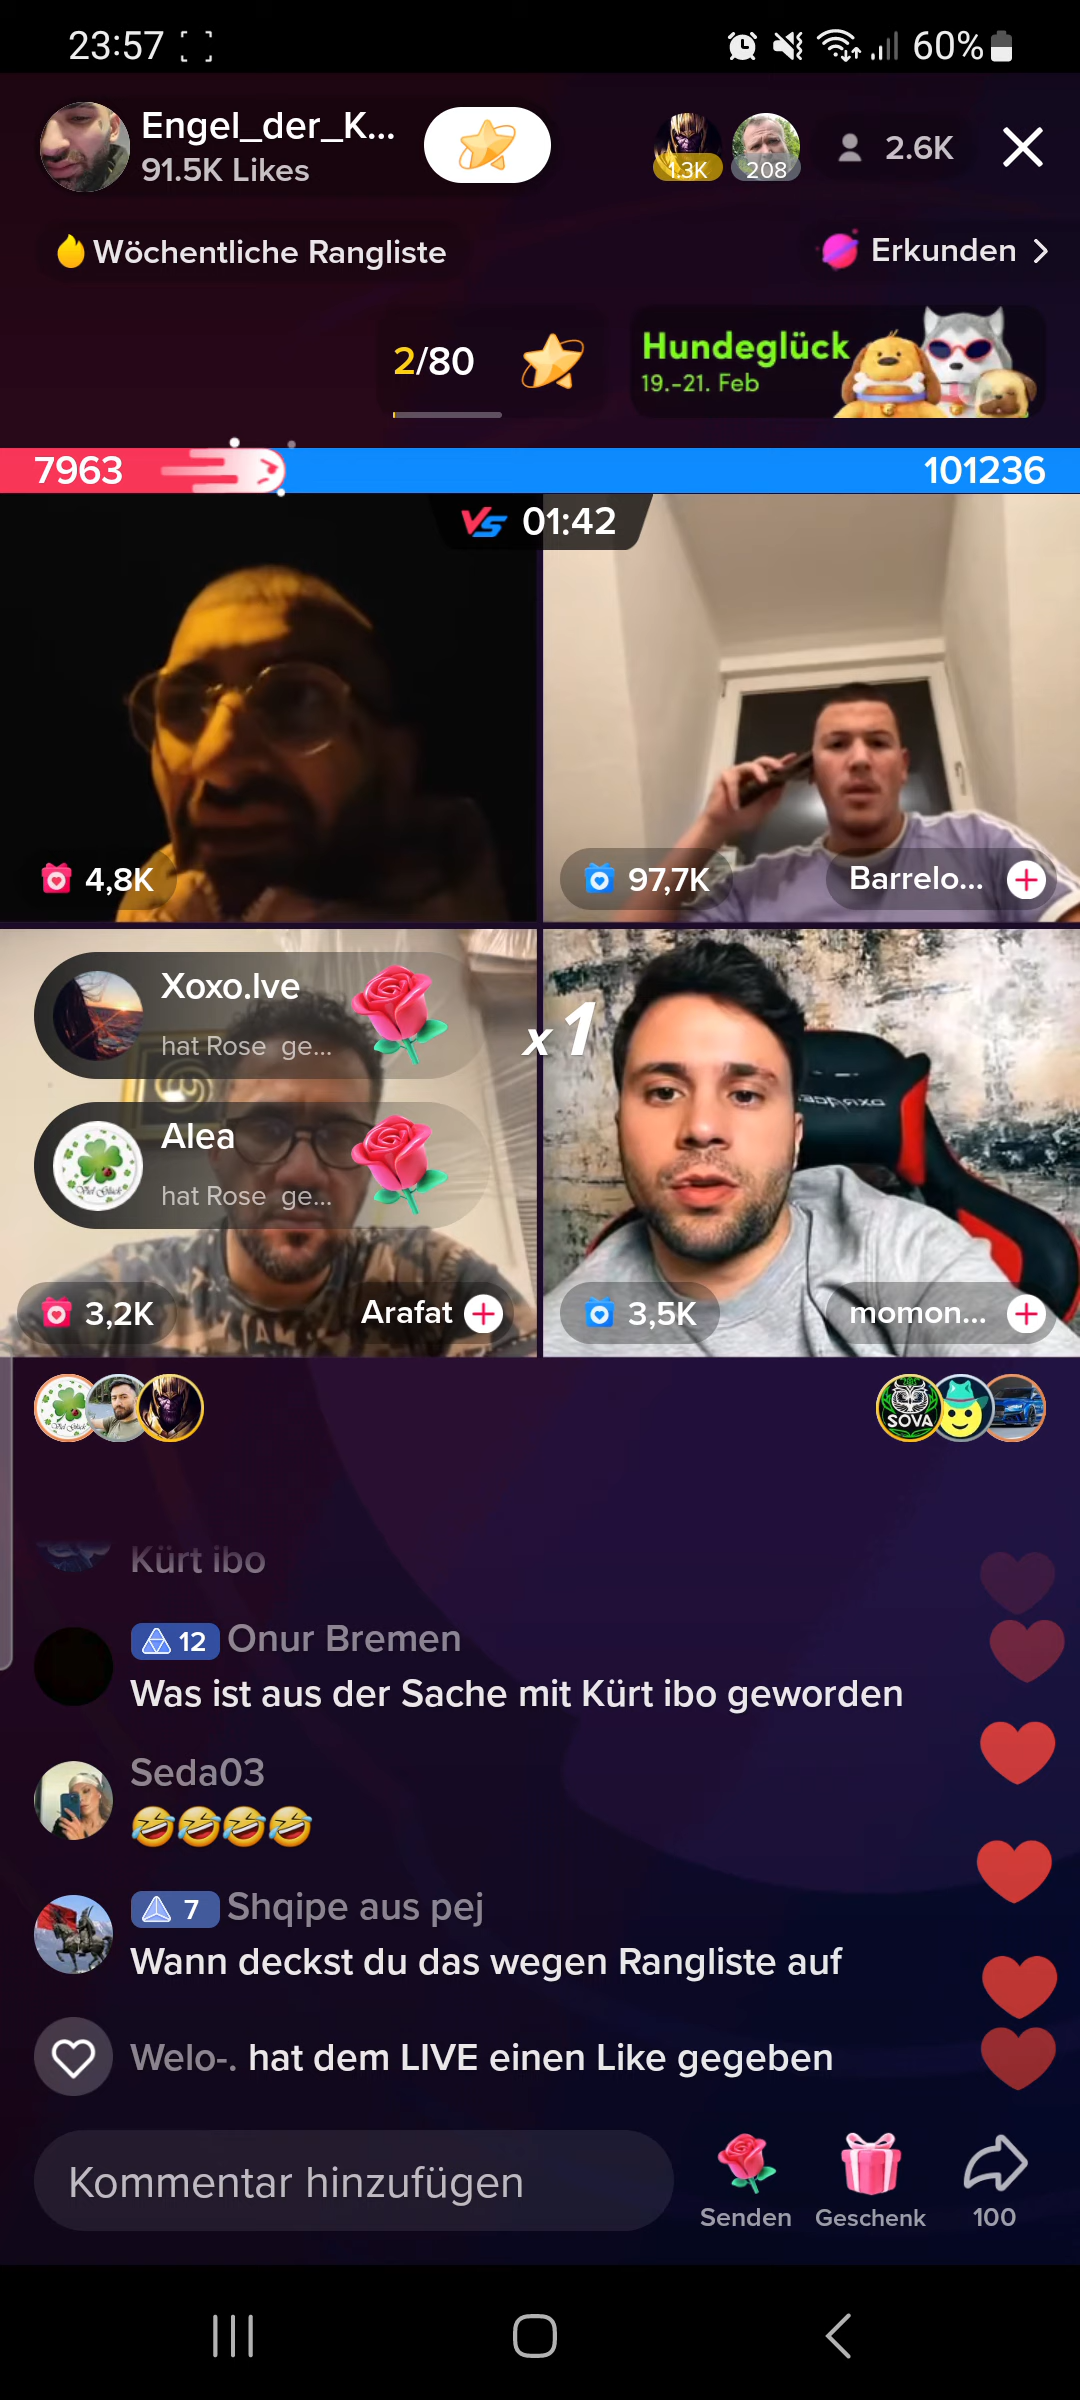 23:57
60%
Engel_der_K...
91.5K Likes
1.3K
208
2.6K
Wöchentliche Rangliste
Erkunden
2/80
Hundeglück
19.-21. Feb
7963
101236
VS 01:42
4,8K
97,7K
Barrelo...
Xoxo.lve
hat Rose ge...
x 1
Alea
hat Rose ge...
DXRACER
3,2K
Arafat
3,5K
momon...
SOVA
Kürt ibo
12 Onur Bremen
Was ist aus der Sache mit Kürt ibo geworden
Seda03
7 Shqipe aus pej
Wann deckst du das wegen Rangliste auf
Welo-. hat dem LIVE einen Like gegeben
Kommentar hinzufügen
Senden
Geschenk
100